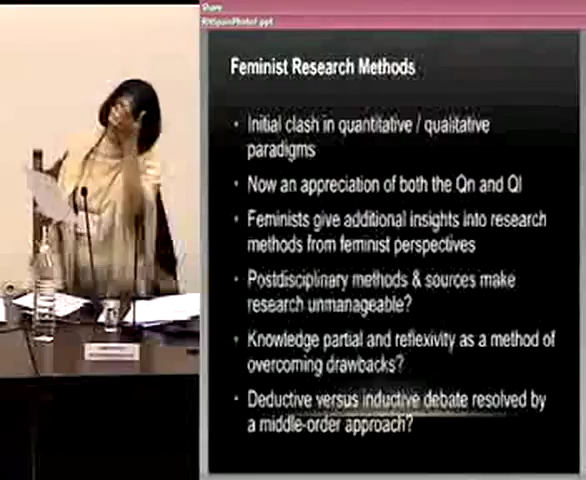 Share
Feminist Research Methods
• Initial clash in quantitative / qualitative
paradigms
• Now an appreciation of both the Qn and Ql
• Feminists give additional insights into research
methods from feminist perspectives
• Postdisciplinary methods & sources make
research unmanageable?
• Knowledge partial and reflexivity as a method of
overcoming drawbacks?
• Deductive versus inductive debate resolved by
a middle-order approach?